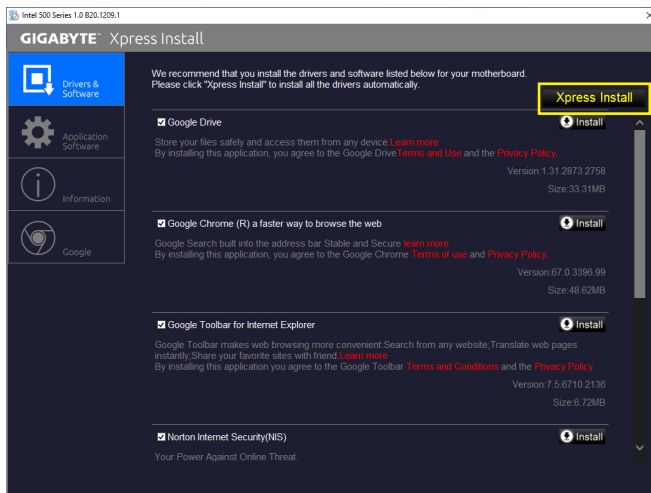 Intel 500 Series 1.0 B20.1209.1
GIGABYTE™ Xpress Install
Drivers &
Software
Application
Software
Information
Google
We recommend that you install the drivers and software listed below for your motherboard.
Please click "Xpress Install" to install all the drivers automatically.
Xpress Install
Google Drive
Install
Store your files safely and access them from any device.Learn more
By installing this application, you agree to the Google DriveTerms and Use and the Privacy Policy.
Version:1.31.2873.2758
Size:33.31MB
Google Chrome (R) a faster way to browse the web
Install
Google Search built into the address bar Stable and Secure learn more
By installing this application, you agree to the Google Chrome Terms of use and Privacy Policy.
Version:67.0.3396.99
Size:48.62MB
Google Toolbar for Internet Explorer
Install
Google Toolbar makes web browsing more convenient:Search from any website;Translate web pages
instantly;Share your favorite sites with friend.Learn more
By installing this application you agree to the Google Toolbar Terms and Conditions and the Privacy Policy.
Version:7.5.6710.2136
Size:6.72MB
Norton Internet Security(NIS)
Install
Your Power Against Online Threat.